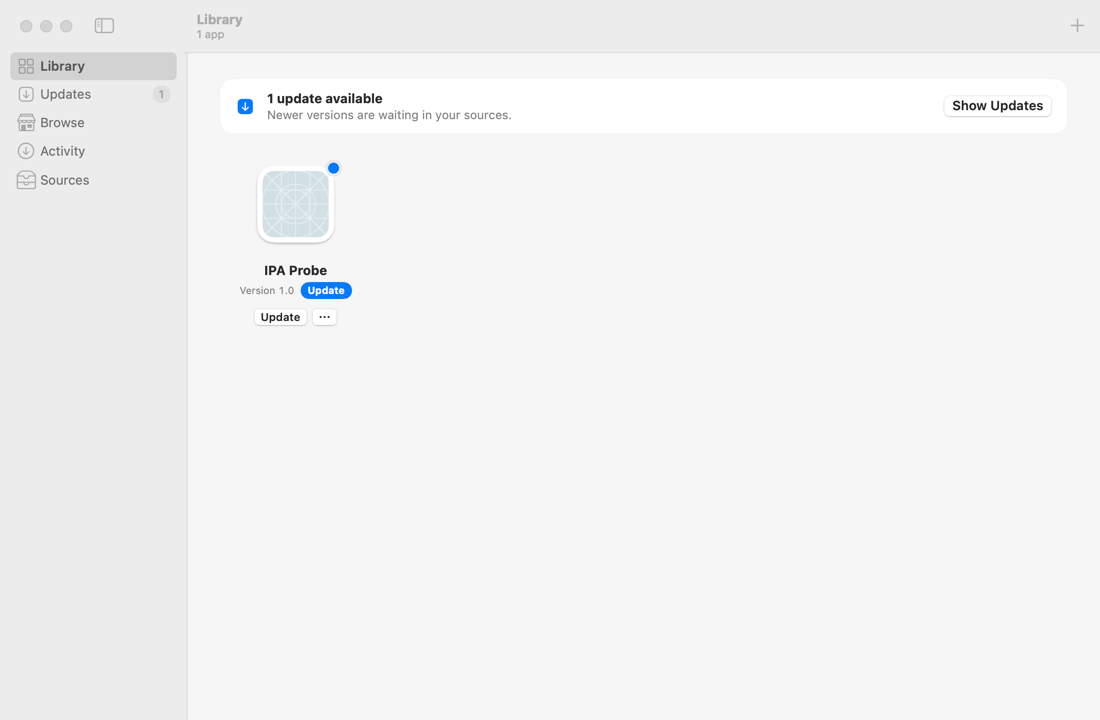 Library
1 app
Library
Updates
1
Browse
Activity
Sources
1 update available
Newer versions are waiting in your sources.
Show Updates
IPA Probe
Version 1.0 Update
Update ···